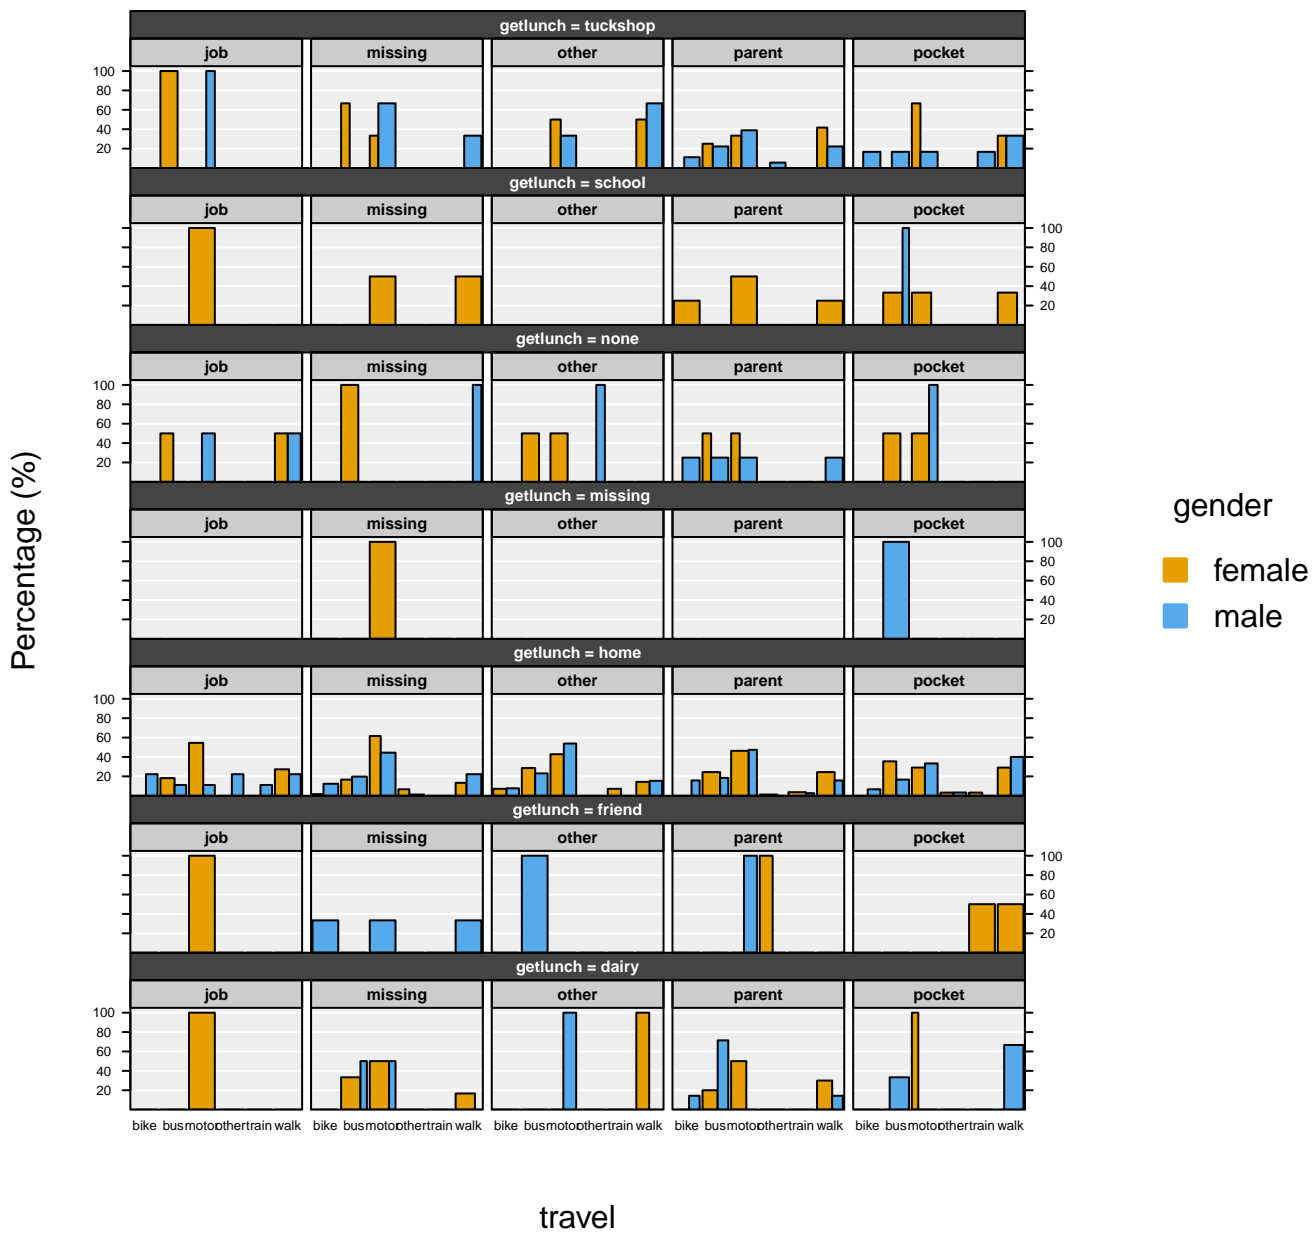 getlunch = tuckshop
job missing other parent pocket
100
80
60
40
20
getlunch = school
job missing other parent pocket
100
80
60
40
20
getlunch = none
job missing other parent pocket
100
80
60
40
20
getlunch = missing
job missing other parent pocket
100
80
60
40
20
getlunch = home
job missing other parent pocket
100
80
60
40
20
getlunch = friend
job missing other parent pocket
100
80
60
40
20
getlunch = dairy
job missing other parent pocket
100
80
60
40
20
bike bus motor other train walk bike bus motor other train walk bike bus motor other train walk bike bus motor other train walk bike bus motor other train walk
travel
Percentage (%)
gender
female
male